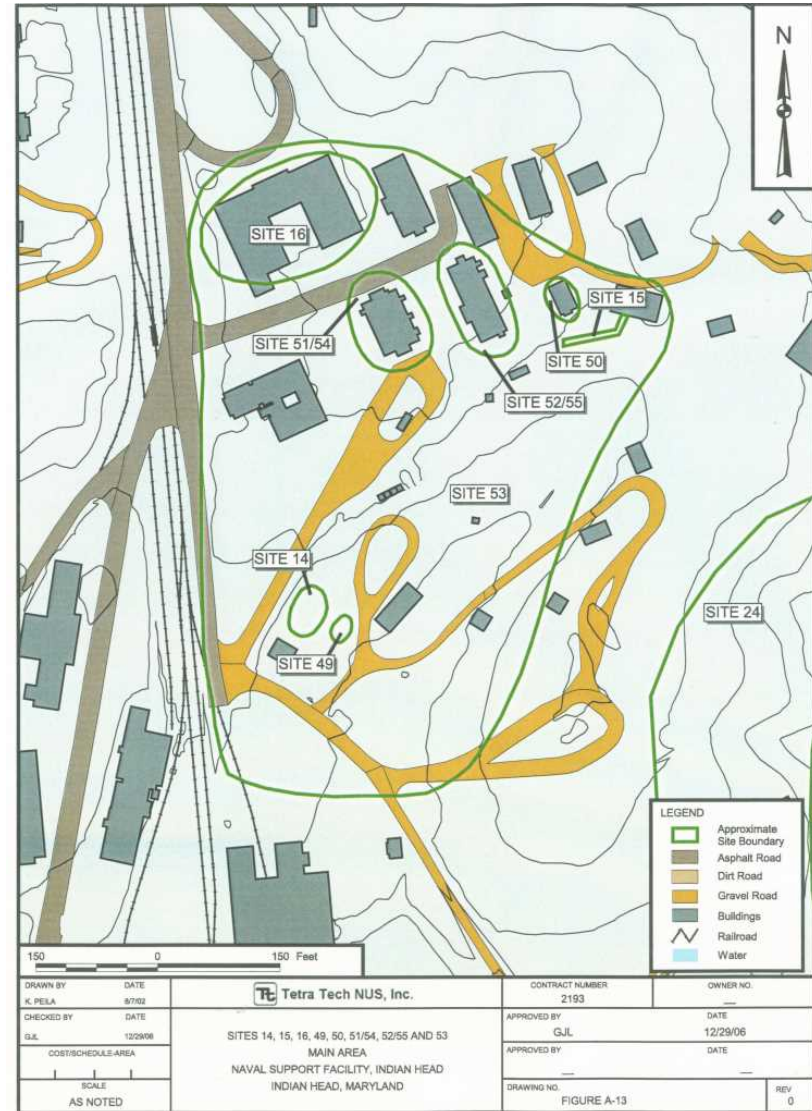 N
SITE 16
SITE 15
SITE 51/54
SITE 50
SITE 52/55
SITE 53
SITE 14
SITE 24
SITE 49
LEGEND
Approximate
Site Boundary
Asphalt Road
Dirt Road
Gravel Road
Buildings
Railroad
Water
150 0 150 Feet
DRAWN BY DATE
K. PEILA 8/7/02
CHECKED BY DATE
GJL 12/29/06
COST/SCHEDULE-AREA
SCALE
AS NOTED
Tt Tetra Tech NUS, Inc.
SITES 14, 15, 16, 49, 50, 51/54, 52/55 AND 53
MAIN AREA
NAVAL SUPPORT FACILITY, INDIAN HEAD
INDIAN HEAD, MARYLAND
CONTRACT NUMBER
2193
OWNER NO.
__
APPROVED BY DATE
GJL 12/29/06
APPROVED BY DATE
__ __
DRAWING NO.
FIGURE A-13
REV
0